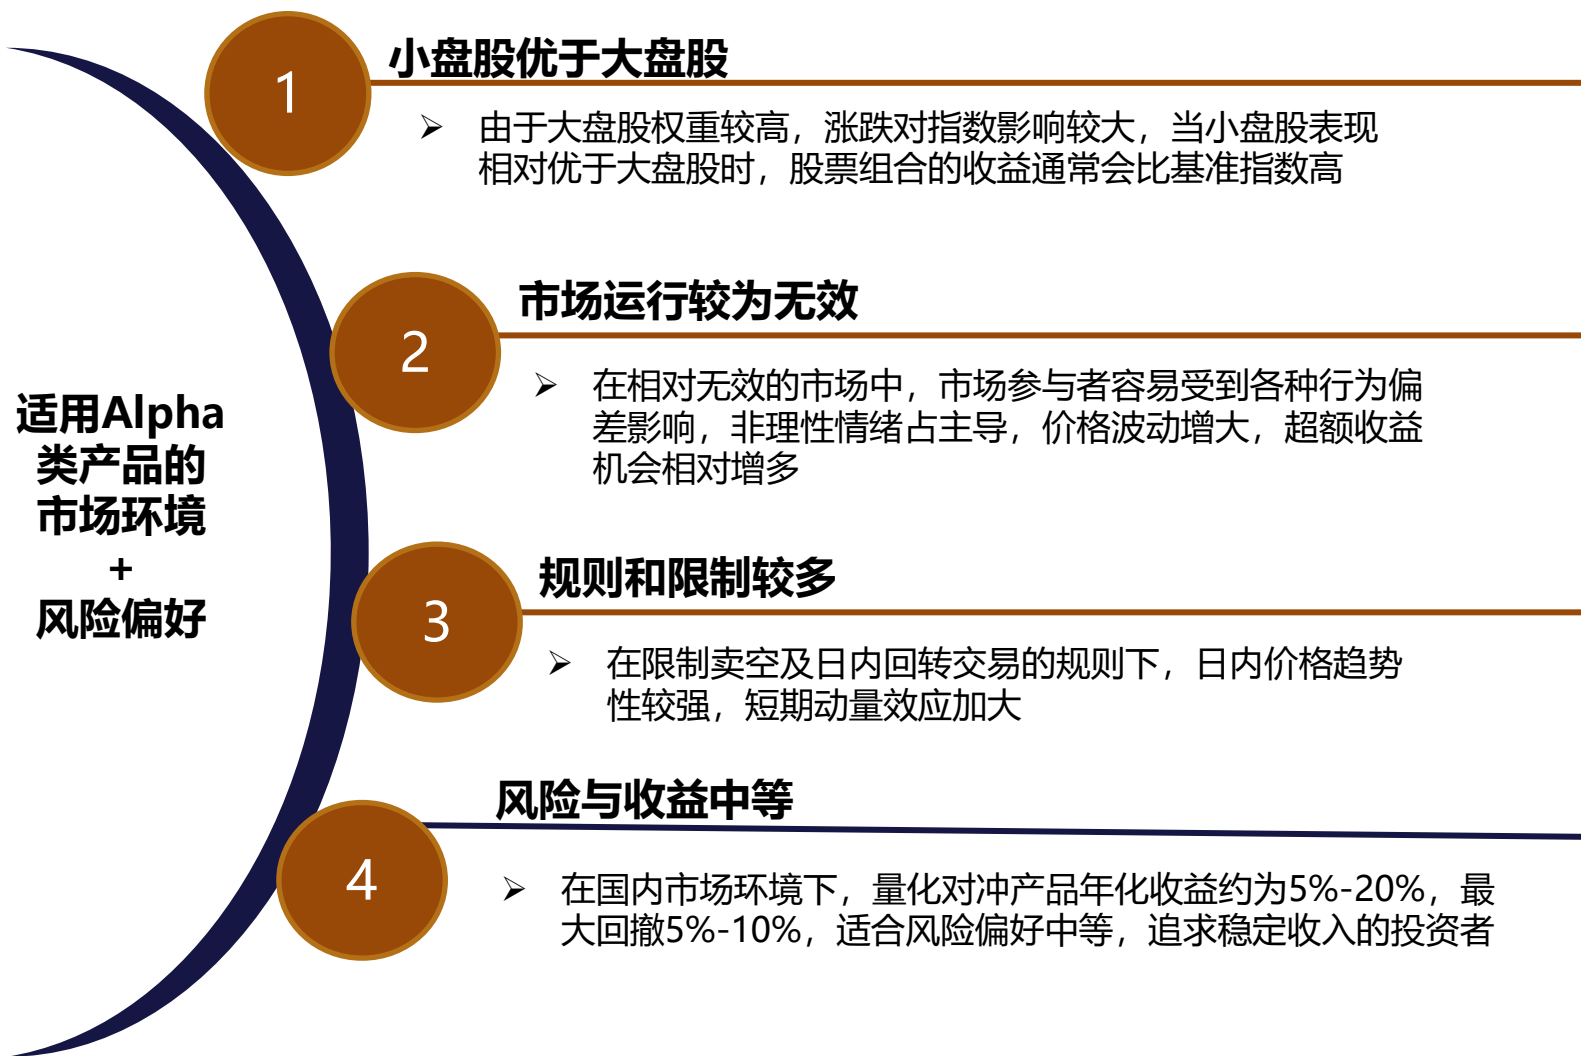 适用Alpha
类产品的
市场环境
+
风险偏好
1
小盘股优于大盘股
➢ 由于大盘股权重较高，涨跌对指数影响较大，当小盘股表现
相对优于大盘股时，股票组合的收益通常会比基准指数高
2
市场运行较为无效
➢ 在相对无效的市场中，市场参与者容易受到各种行为偏
差影响，非理性情绪占主导，价格波动增大，超额收益
机会相对增多
3
规则和限制较多
➢ 在限制卖空及日内回转交易的规则下，日内价格趋势
性较强，短期动量效应加大
4
风险与收益中等
➢ 在国内市场环境下，量化对冲产品年化收益约为5%-20%，最
大回撤5%-10%，适合风险偏好中等，追求稳定收入的投资者